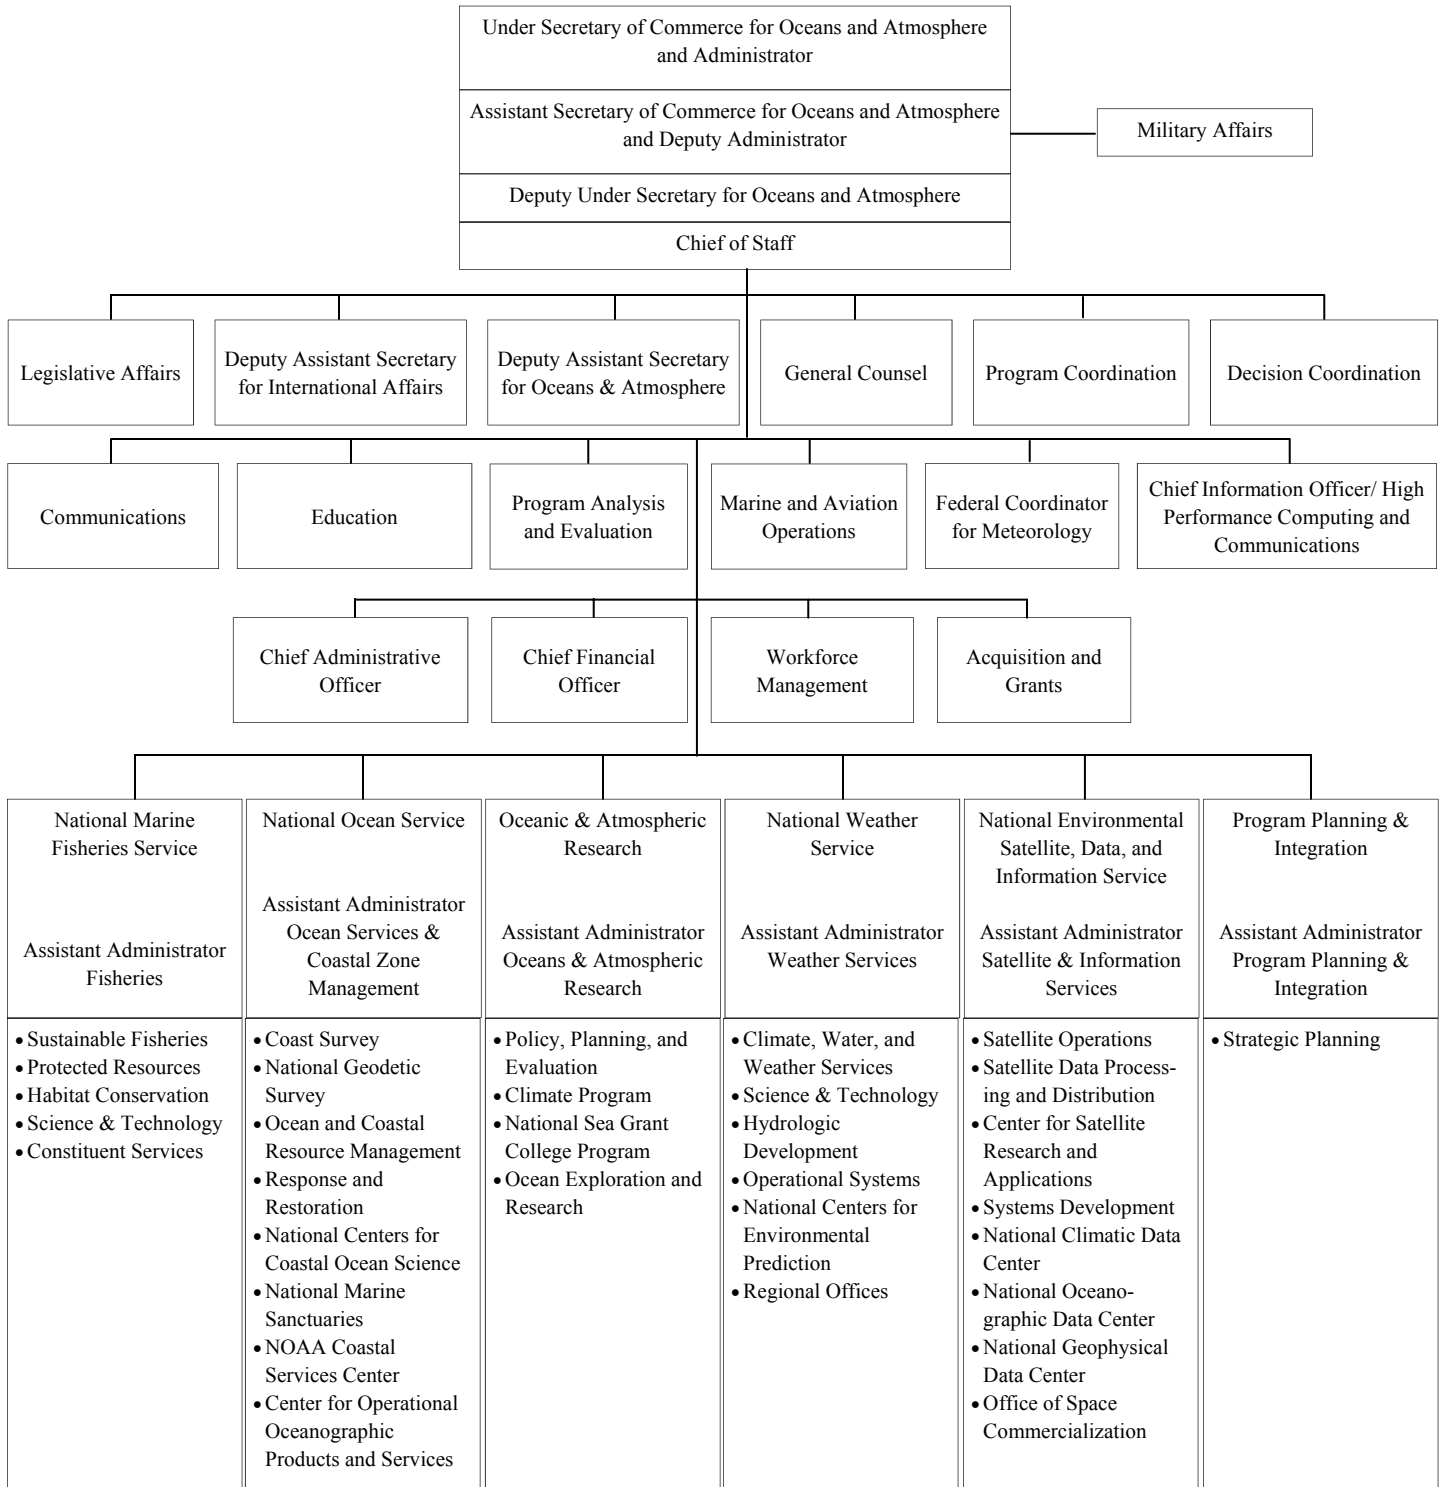 Under Secretary of Commerce for Oceans and Atmosphere
and Administrator
Assistant Secretary of Commerce for Oceans and Atmosphere
and Deputy Administrator
Military Affairs
Deputy Under Secretary for Oceans and Atmosphere
Chief of Staff
Legislative Affairs
Deputy Assistant Secretary
for International Affairs
Deputy Assistant Secretary
for Oceans & Atmosphere
General Counsel
Program Coordination
Decision Coordination
Communications
Education
Program Analysis
and Evaluation
Marine and Aviation
Operations
Federal Coordinator
for Meteorology
Chief Information Officer/ High
Performance Computing and
Communications
Chief Administrative
Officer
Chief Financial
Officer
Workforce
Management
Acquisition and
Grants
National Marine
Fisheries Service
Assistant Administrator
Fisheries
• Sustainable Fisheries
• Protected Resources
• Habitat Conservation
• Science & Technology
• Constituent Services
National Ocean Service
Assistant Administrator
Ocean Services &
Coastal Zone
Management
• Coast Survey
• National Geodetic
Survey
• Ocean and Coastal
Resource Management
• Response and
Restoration
• National Centers for
Coastal Ocean Science
• National Marine
Sanctuaries
• NOAA Coastal
Services Center
• Center for Operational
Oceanographic
Products and Services
Oceanic & Atmospheric
Research
Assistant Administrator
Oceans & Atmospheric
Research
• Policy, Planning, and
Evaluation
• Climate Program
• National Sea Grant
College Program
• Ocean Exploration and
Research
National Weather
Service
Assistant Administrator
Weather Services
• Climate, Water, and
Weather Services
• Science & Technology
• Hydrologic
Development
• Operational Systems
• National Centers for
Environmental
Prediction
• Regional Offices
National Environmental
Satellite, Data, and
Information Service
Assistant Administrator
Satellite & Information
Services
• Satellite Operations
• Satellite Data Process-
ing and Distribution
• Center for Satellite
Research and
Applications
• Systems Development
• National Climatic Data
Center
• National Oceano-
graphic Data Center
• National Geophysical
Data Center
• Office of Space
Commercialization
Program Planning &
Integration
Assistant Administrator
Program Planning &
Integration
• Strategic Planning